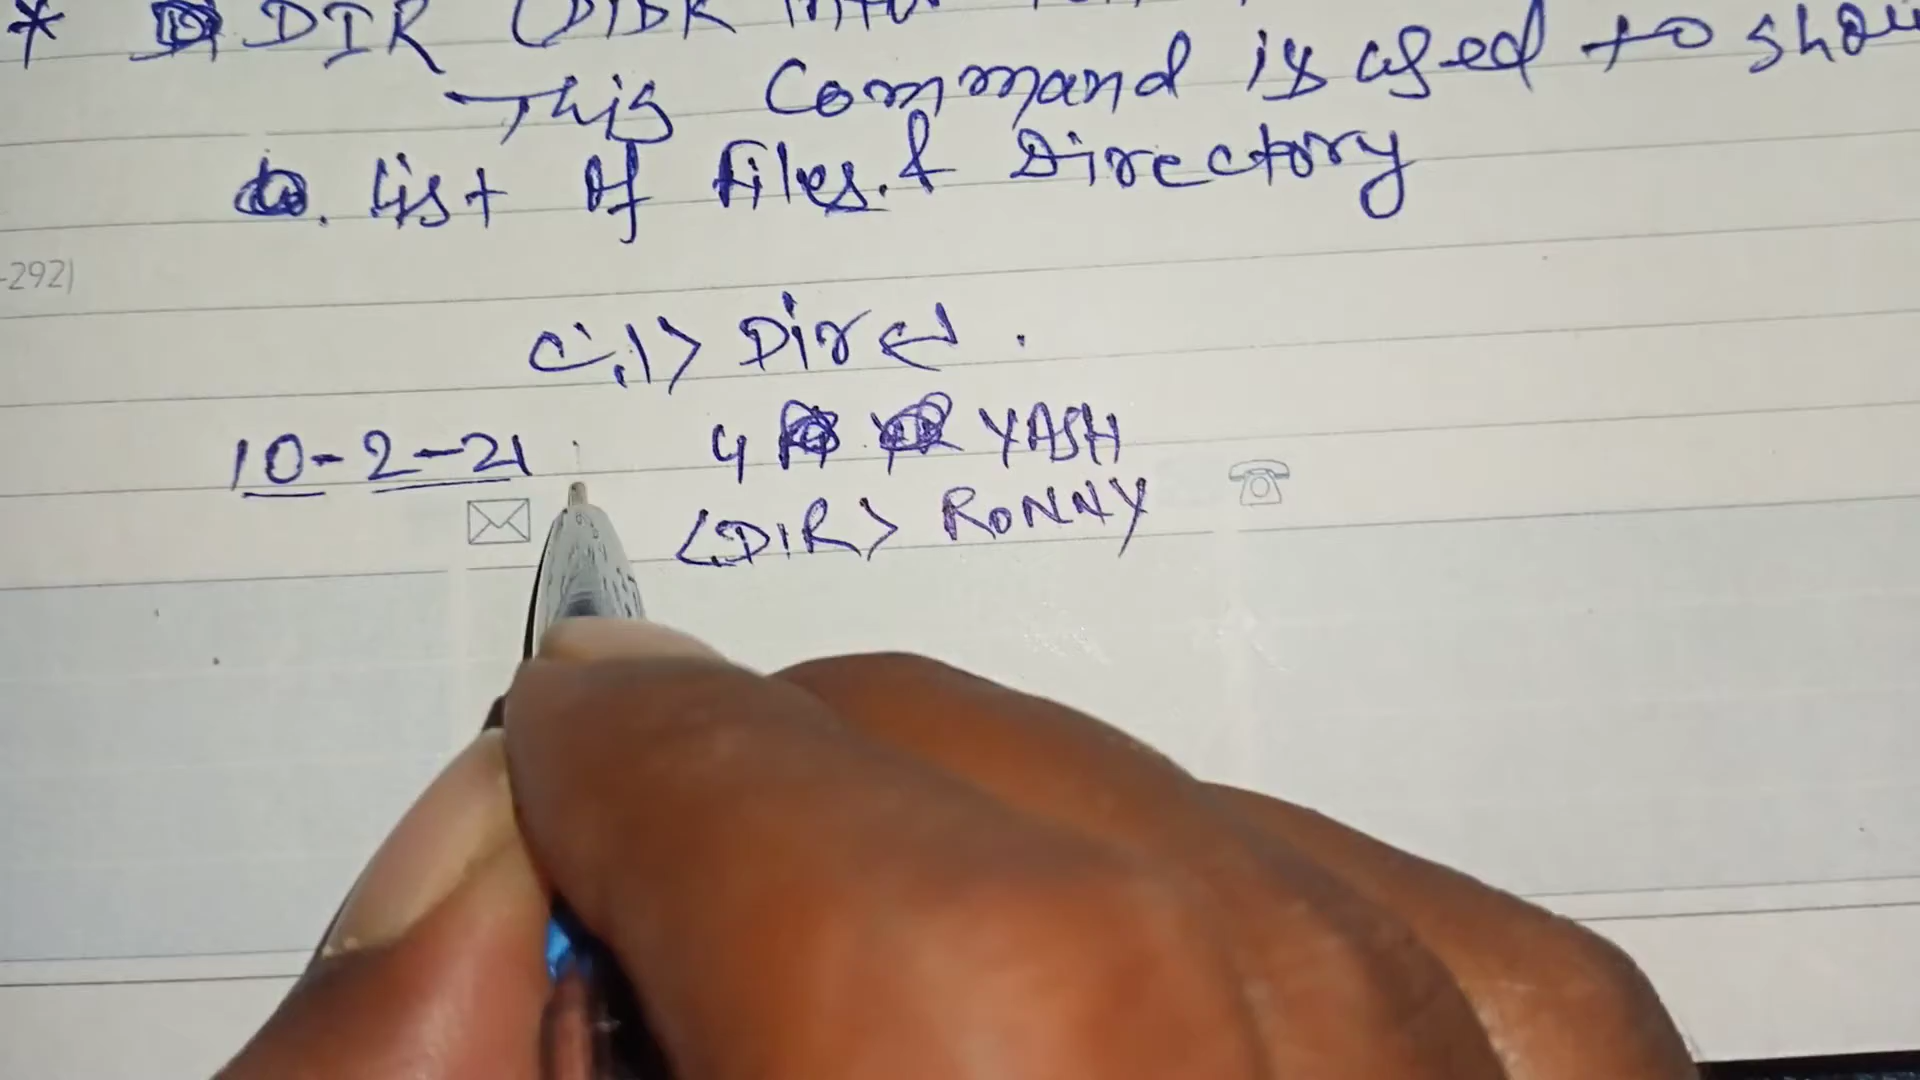 * DIR (
This Command is used to show
a. list of files. & Directory
-292)
C:\> Dir ↵ .
10-2-21 4 YASH
<DIR> RONNY